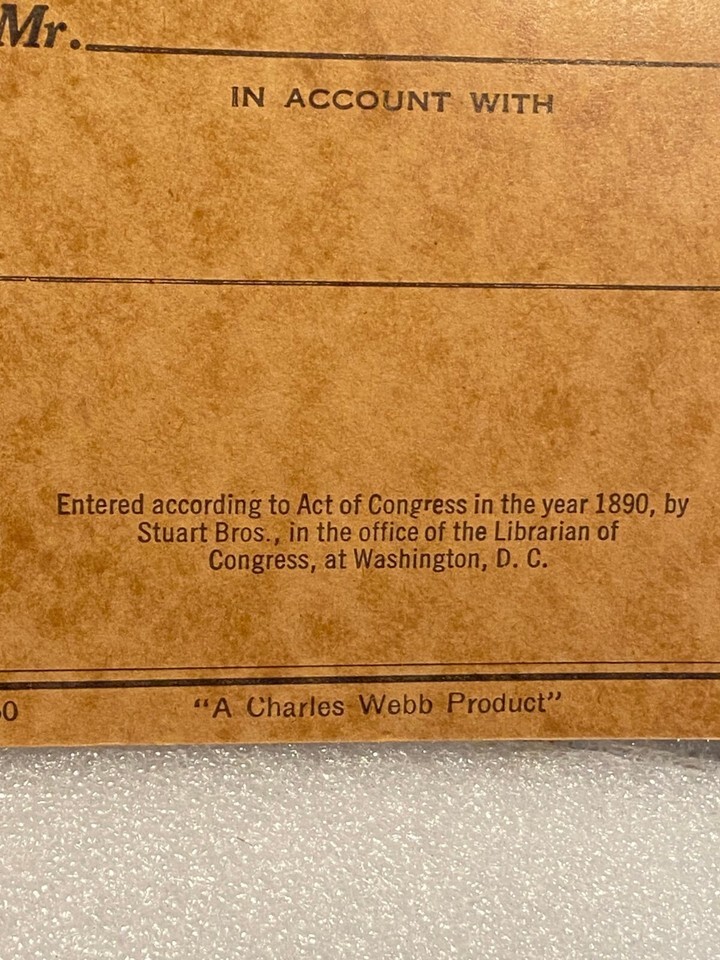 Mr.
IN ACCOUNT WITH
Entered according to Act of Congress in the year 1890, by
Stuart Bros., in the office of the Librarian of
Congress, at Washington, D. C.
"A Charles Webb Product"